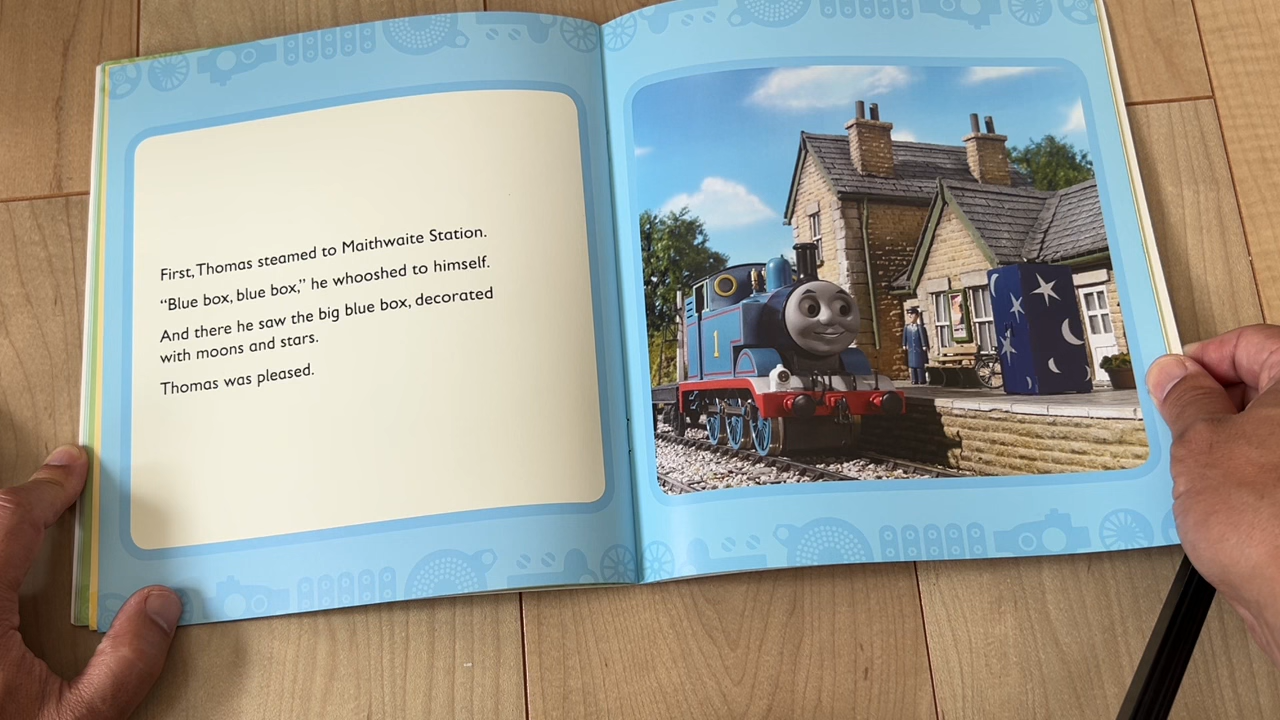 First, Thomas steamed to Maithwaite Station.
“Blue box, blue box,” he whooshed to himself.
And there he saw the big blue box, decorated
with moons and stars.
Thomas was pleased.
1